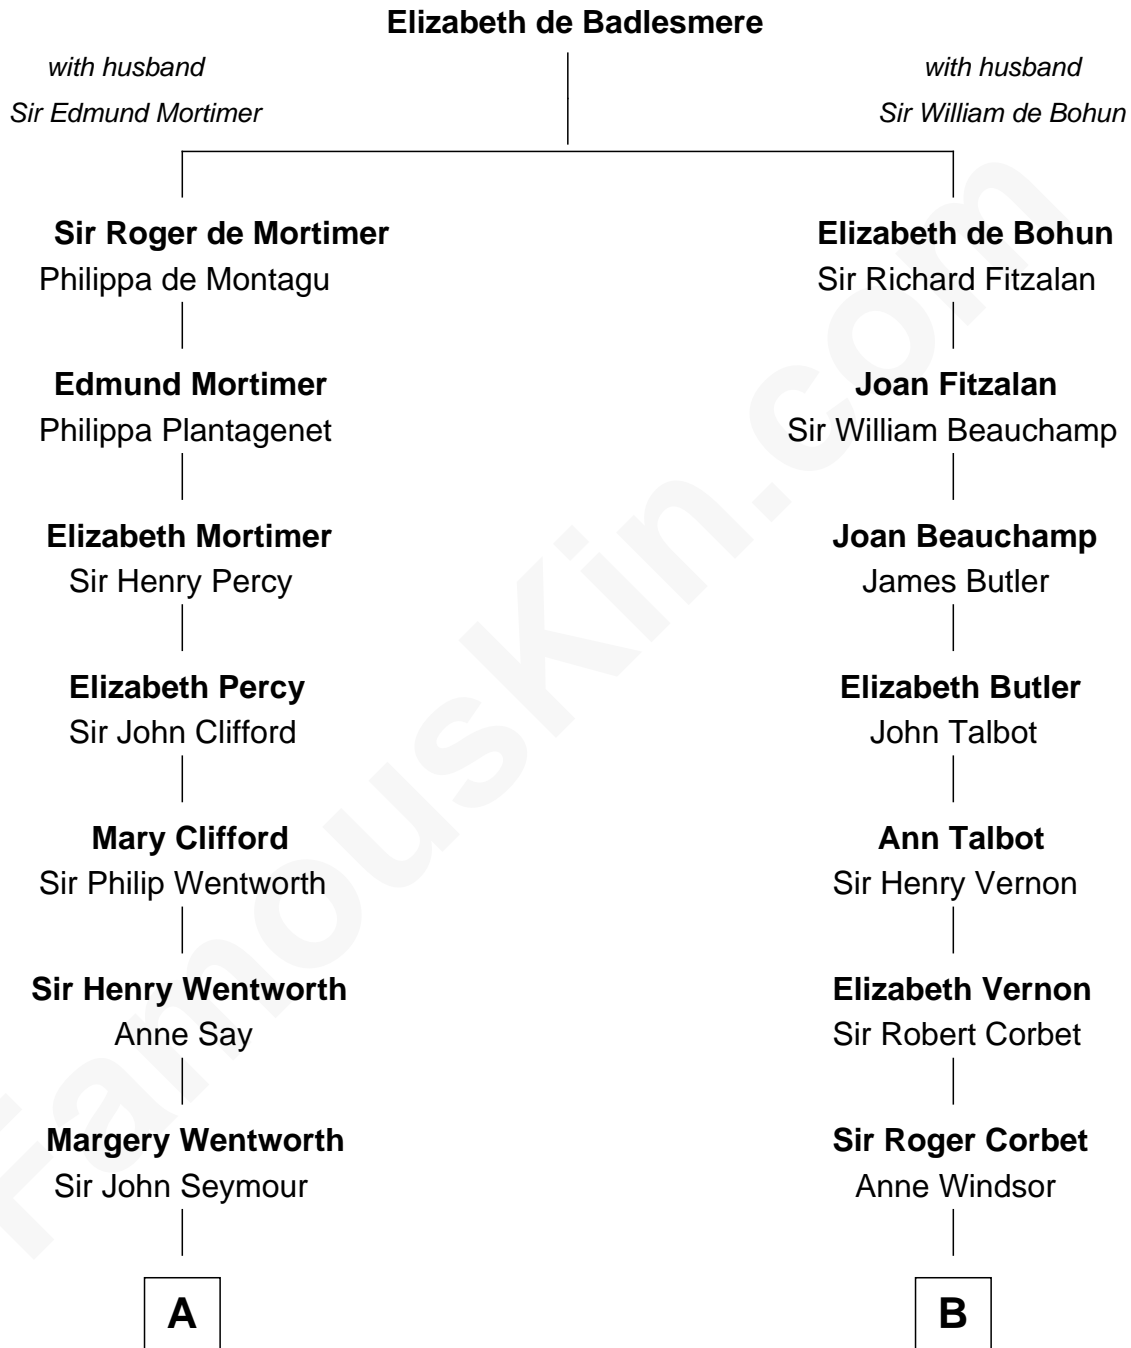 Elizabeth de Badlesmere
with husband
Sir Edmund Mortimer
with husband
Sir William de Bohun
Sir Roger de Mortimer
Philippa de Montagu
Elizabeth de Bohun
Sir Richard Fitzalan
Edmund Mortimer
Philippa Plantagenet
Joan Fitzalan
Sir William Beauchamp
Elizabeth Mortimer
Sir Henry Percy
Joan Beauchamp
James Butler
Elizabeth Percy
Sir John Clifford
Elizabeth Butler
John Talbot
Mary Clifford
Sir Philip Wentworth
Ann Talbot
Sir Henry Vernon
Sir Henry Wentworth
Anne Say
Elizabeth Vernon
Sir Robert Corbet
Margery Wentworth
Sir John Seymour
Sir Roger Corbet
Anne Windsor
A
B
FamousKin.com